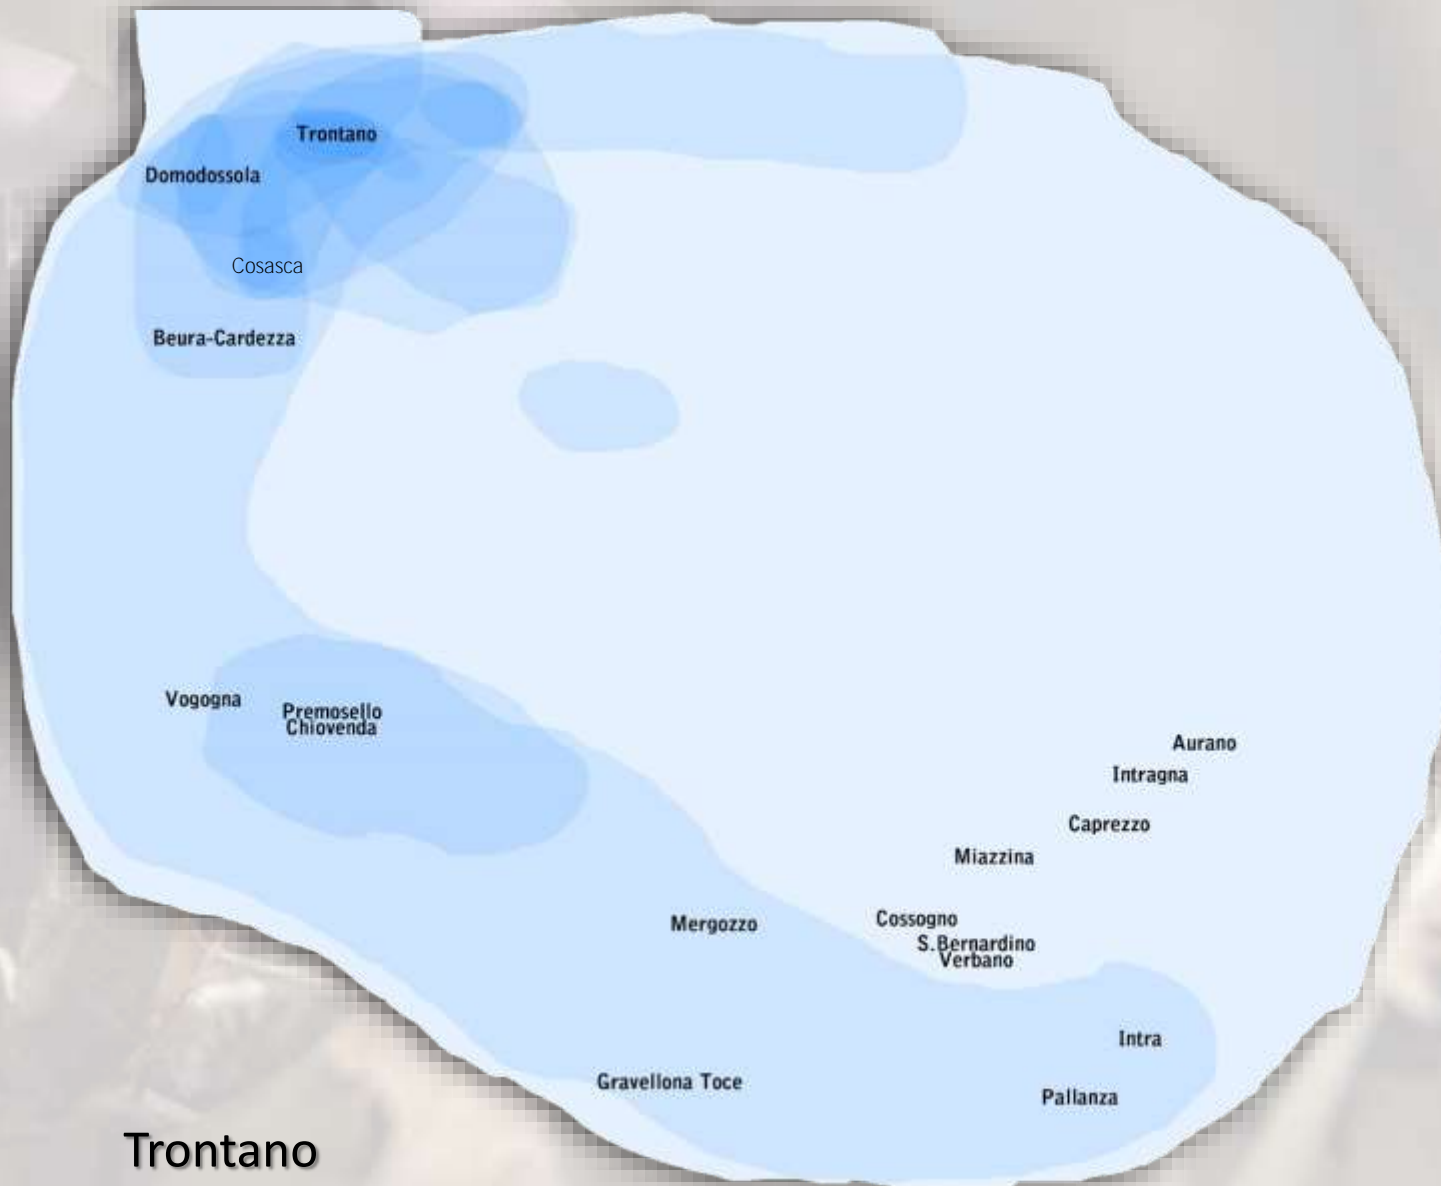 Trontano
Domodossola
Cosasca
Beura-Cardezza
Vogogna
Premosello
Chiovenda
Aurano
Intragna
Caprezzo
Miazzina
Cossogno
Mergozzo
S.Bernardino
Verbano
Intra
Gravellona Toce
Pallanza
Trontano